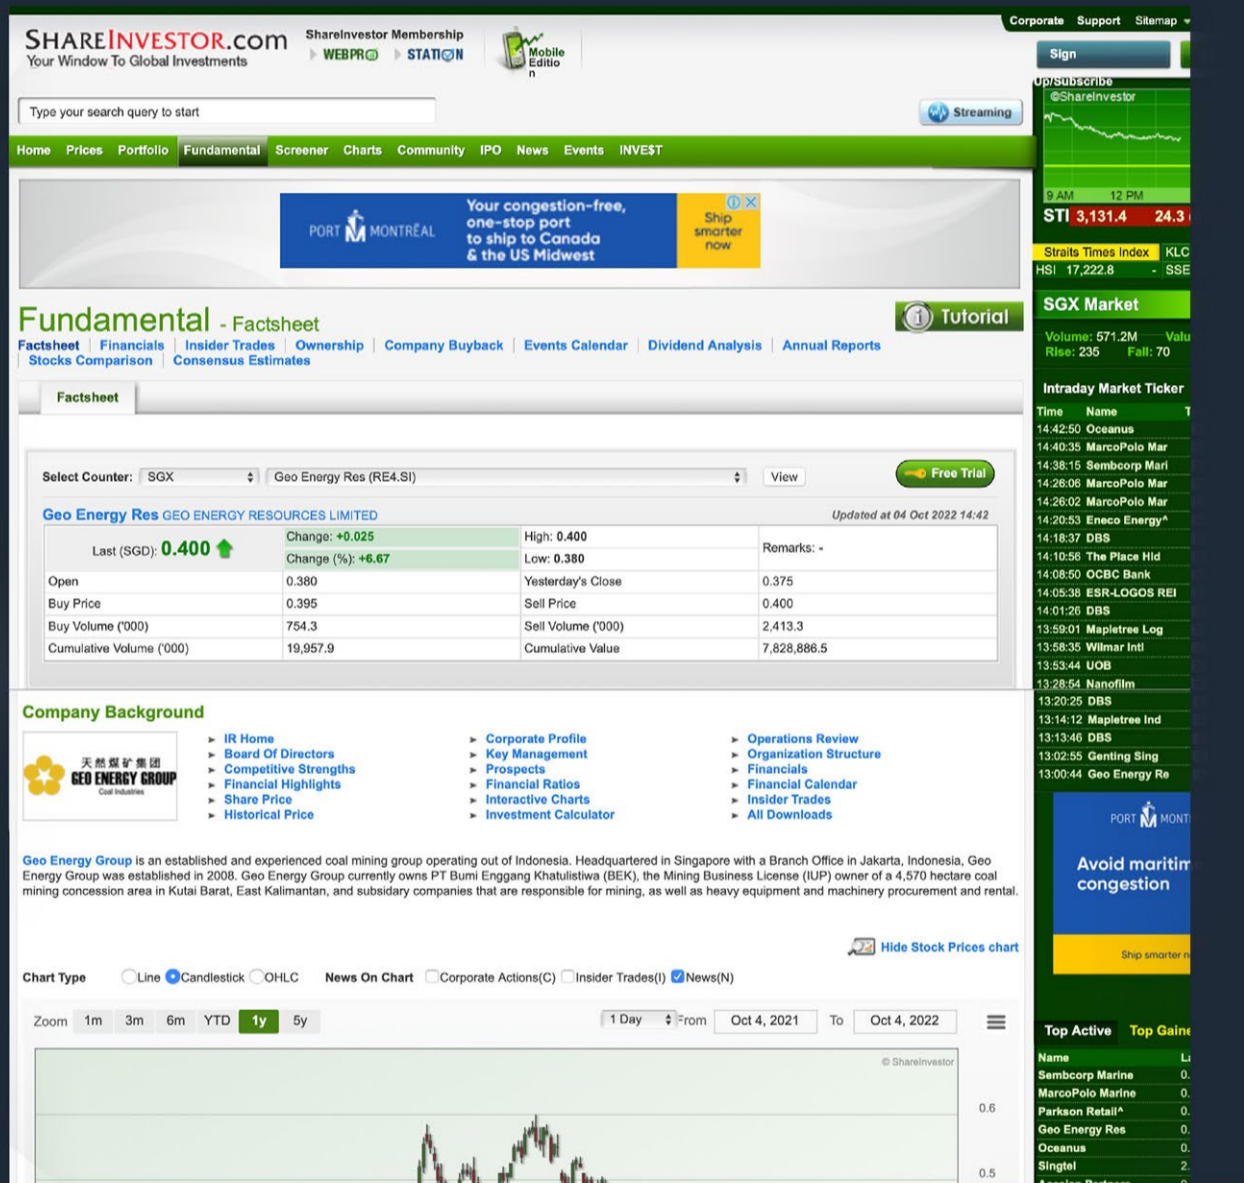 Corporate Support Sitemap
SHAREINVESTOR.com
Your Window To Global Investments
ShareInvestor Membership
WEBPRO STATION
Mobile
Editio
n
Sign
Up/Subscribe
Type your search query to start
Streaming
Home Prices Portfolio Fundamental Screener Charts Community IPO News Events INVE$T
©ShareInvestor
9 AM 12 PM
STI 3,131.4 24.3
Straits Times Index KLC
HSI 17,222.8 - SSE
PORT MONTRÉAL
Your congestion-free,
one-stop port
to ship to Canada
& the US Midwest
Ship
smarter
now
Fundamental - Factsheet
Tutorial
Factsheet Financials Insider Trades Ownership Company Buyback Events Calendar Dividend Analysis Annual Reports
Stocks Comparison Consensus Estimates
Factsheet
SGX Market
Volume: 571.2M Valu
Rise: 235 Fall: 70
Select Counter: SGX Geo Energy Res (RE4.SI) View Free Trial
Geo Energy Res GEO ENERGY RESOURCES LIMITED Updated at 04 Oct 2022 14:42
Last (SGD): 0.400 Change: +0.025 High: 0.400 Remarks: -
Change (%): +6.67 Low: 0.380
Open 0.380 Yesterday's Close 0.375
Buy Price 0.395 Sell Price 0.400
Buy Volume ('000) 754.3 Sell Volume ('000) 2,413.3
Cumulative Volume ('000) 19,957.9 Cumulative Value 7,828,886.5
Intraday Market Ticker
Time Name T
14:42:50 Oceanus
14:40:35 MarcoPolo Mar
14:38:15 Sembcorp Mari
14:26:06 MarcoPolo Mar
14:26:02 MarcoPolo Mar
14:20:53 Eneco Energy^
14:18:37 DBS
14:10:56 The Place Hld
14:08:50 OCBC Bank
14:05:38 ESR-LOGOS REI
14:01:26 DBS
13:59:01 Mapletree Log
13:58:35 Wilmar Intl
13:53:44 UOB
13:28:54 Nanofilm
13:20:25 DBS
13:14:12 Mapletree Ind
13:13:46 DBS
13:02:55 Genting Sing
13:00:44 Geo Energy Re
Company Background
天然煤矿集团
GEO ENERGY GROUP
Coal Industries
IR Home Corporate Profile Operations Review
Board Of Directors Key Management Organization Structure
Competitive Strengths Prospects Financials
Financial Highlights Financial Ratios Financial Calendar
Share Price Interactive Charts Insider Trades
Historical Price Investment Calculator All Downloads
Geo Energy Group is an established and experienced coal mining group operating out of Indonesia. Headquartered in Singapore with a Branch Office in Jakarta, Indonesia, Geo
Energy Group was established in 2008. Geo Energy Group currently owns PT Bumi Enggang Khatulistiwa (BEK), the Mining Business License (IUP) owner of a 4,570 hectare coal
mining concession area in Kutai Barat, East Kalimantan, and subsidary companies that are responsible for mining, as well as heavy equipment and machinery procurement and rental.
PORT MONT
Avoid maritim
congestion
Ship smarter n
Hide Stock Prices chart
Chart Type Line Candlestick OHLC News On Chart Corporate Actions(C) Insider Trades(I) News(N)
Zoom 1m 3m 6m YTD 1y 5y 1 Day From Oct 4, 2021 To Oct 4, 2022
© ShareInvestor
0.6
0.5
Top Active Top Gaine
Name La
Sembcorp Marine 0.
MarcoPolo Marine 0.
Parkson Retail^ 0.
Geo Energy Res 0.
Oceanus 0.
Singtel 2.